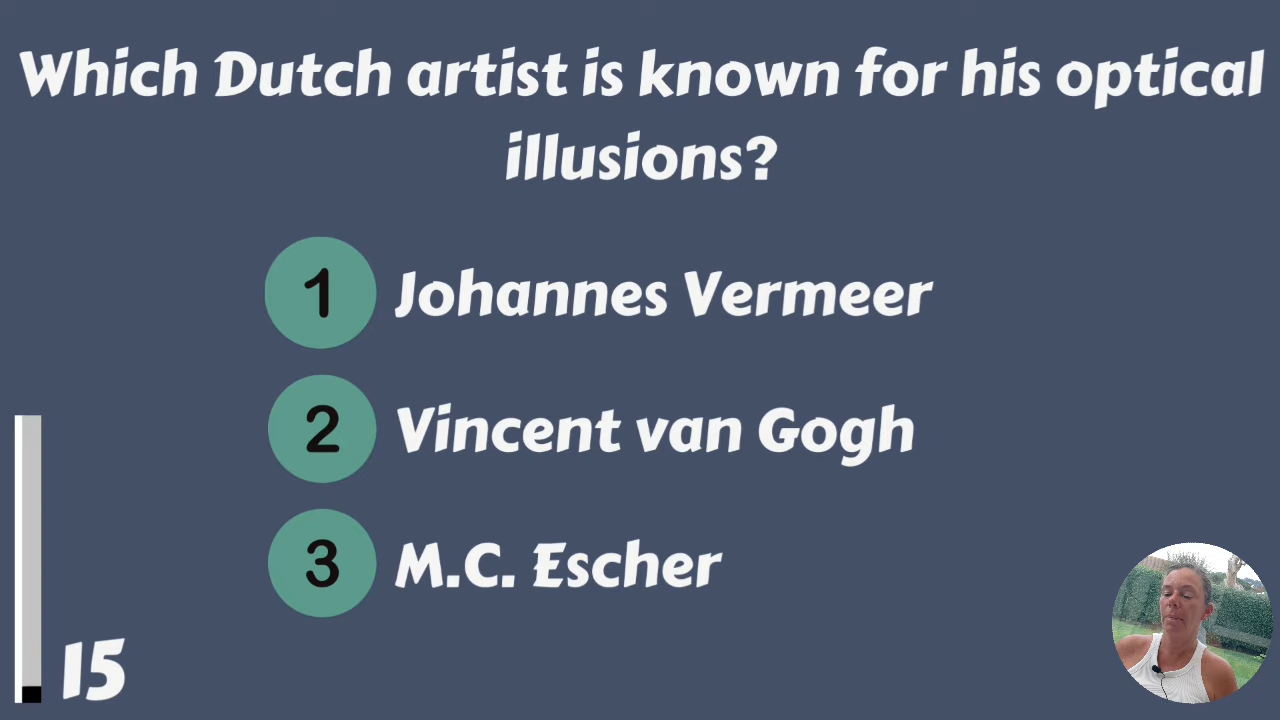 Which Dutch artist is known for his optical
illusions?
1 Johannes Vermeer
2 Vincent van Gogh
3 M.C. Escher
15